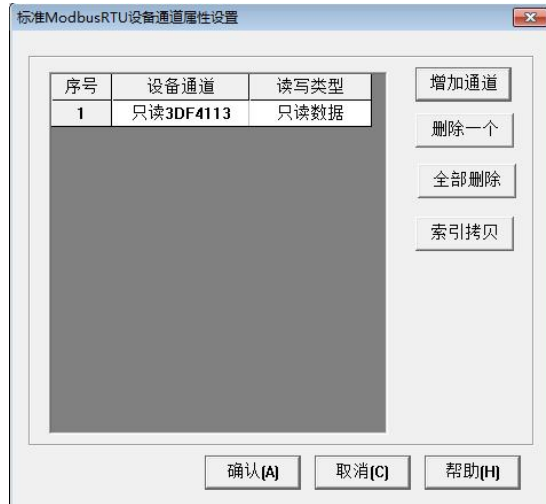 标准ModbusRTU设备通道属性设置
序号 设备通道 读写类型
1 只读3DF4113 只读数据
增加通道
删除一个
全部删除
索引拷贝
确认(A) 取消(C) 帮助(H)